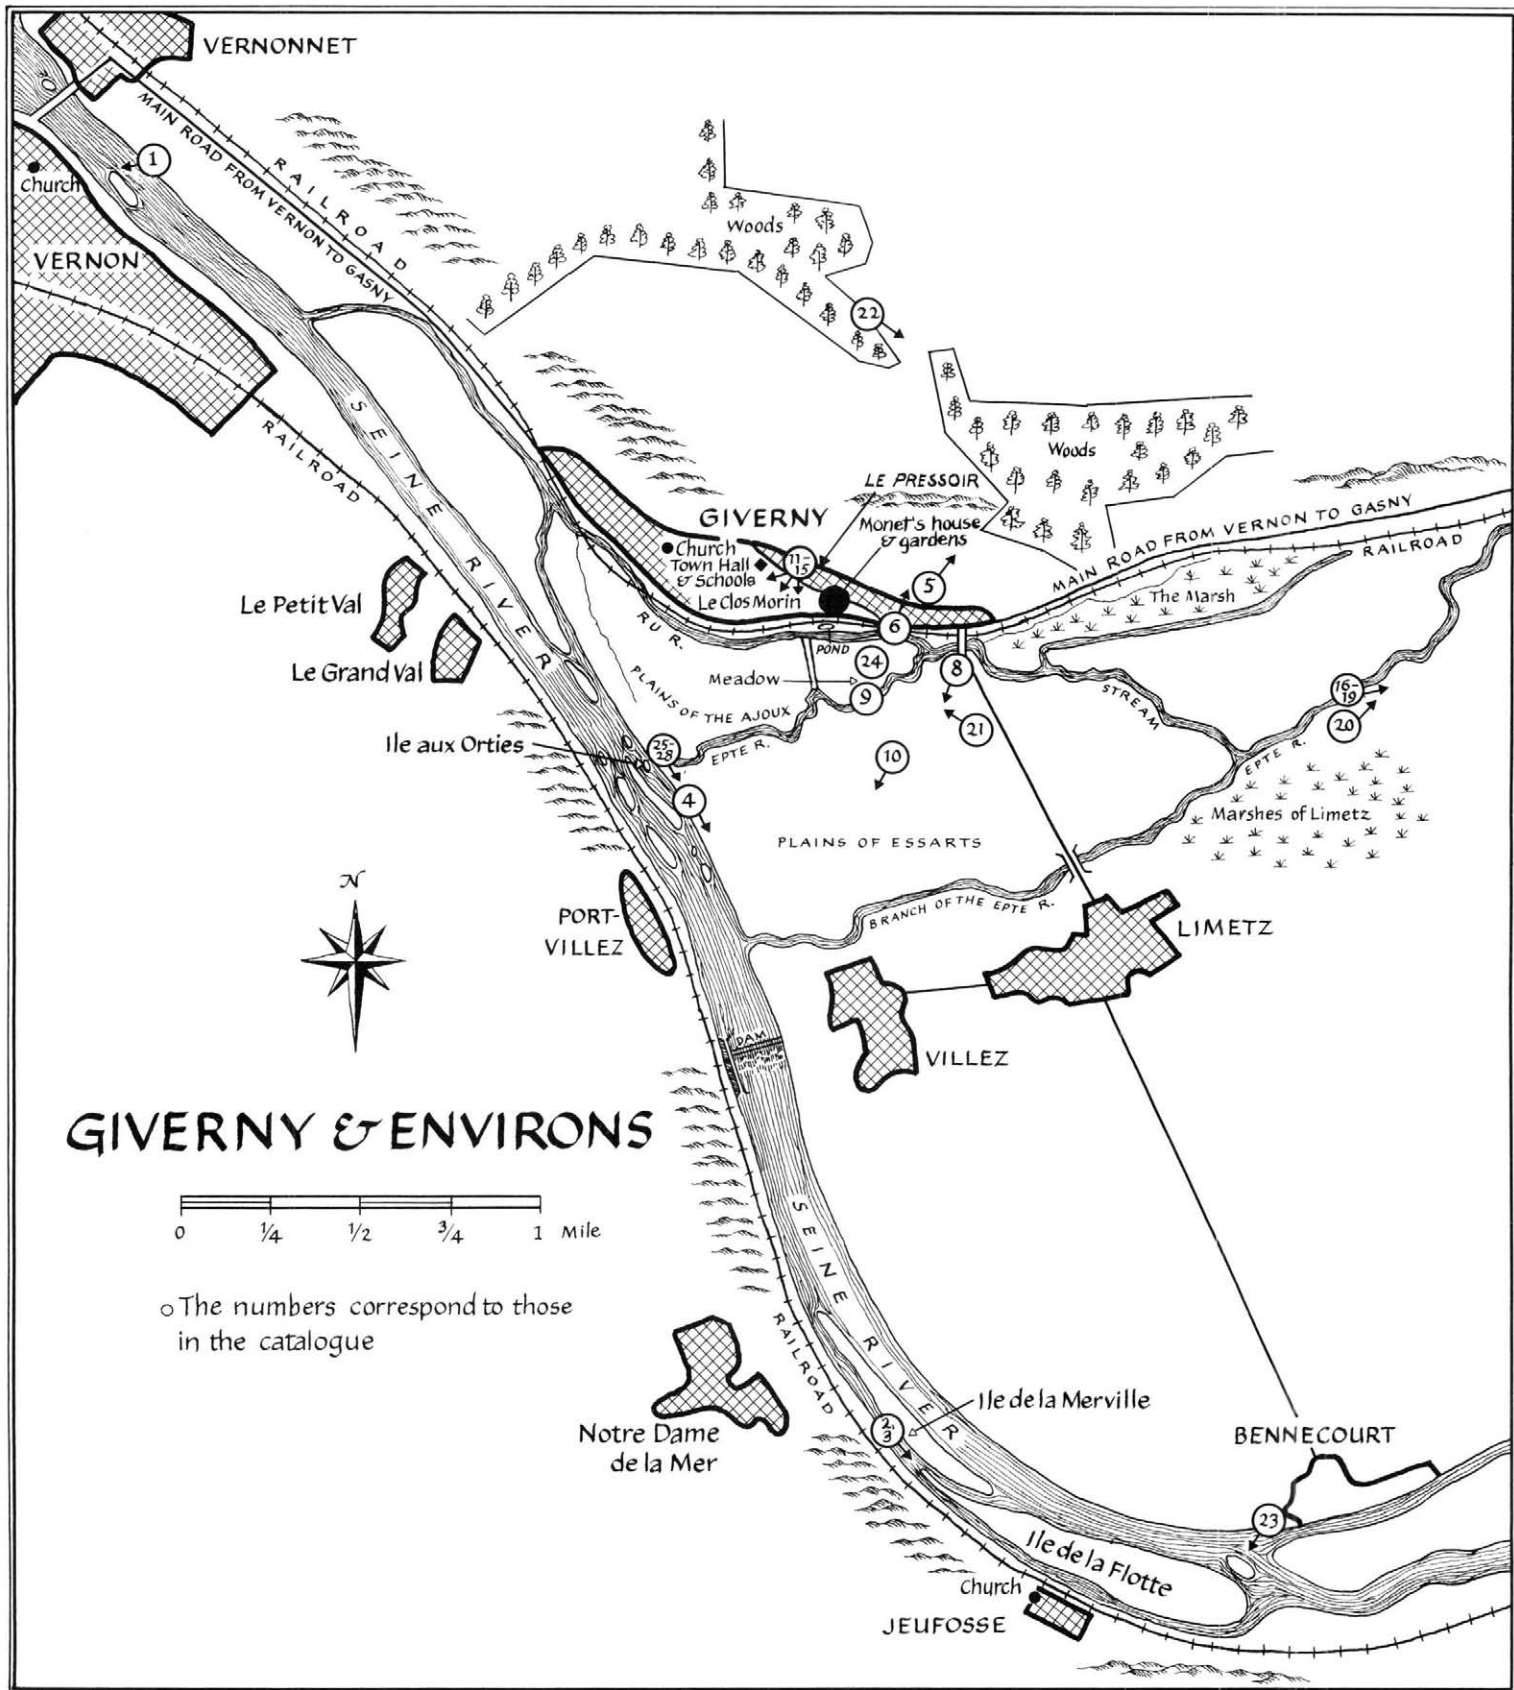 VERNONNET
MAIN ROAD FROM VERNON TO GASNY
RAILROAD
1
Church
VERNON
RAILROAD
Woods
22
SEINE RIVER
Woods
LE PRESSOIR
GIVERNY
Monet's house
& gardens
Church
Town Hall
& Schools
Le Clos Morin
11-
15
5
6
MAIN ROAD FROM VERNON TO GASNY
RAILROAD
The Marsh
Le Petit Val
Le Grand Val
RU R.
POND
24
8
Meadow
9
PLAINS OF THE AJOUX
STREAM
16-
19
20
21
Ile aux Orties
25-
28
EPTE R.
10
EPTE R.
4
Marshes of Limetz
PLAINS OF ESSARTS
N
PORT-
VILLEZ
BRANCH OF THE EPTE R.
LIMETZ
DAM
VILLEZ
GIVERNY & ENVIRONS
0 1/4 1/2 3/4 1 Mile
The numbers correspond to those
in the catalogue
SEINE RIVER
RAILROAD
Notre Dame
de la Mer
2,
3
Ile de la Merville
BENNECOURT
23
Ile de la Flotte
Church
JEUFOSSE